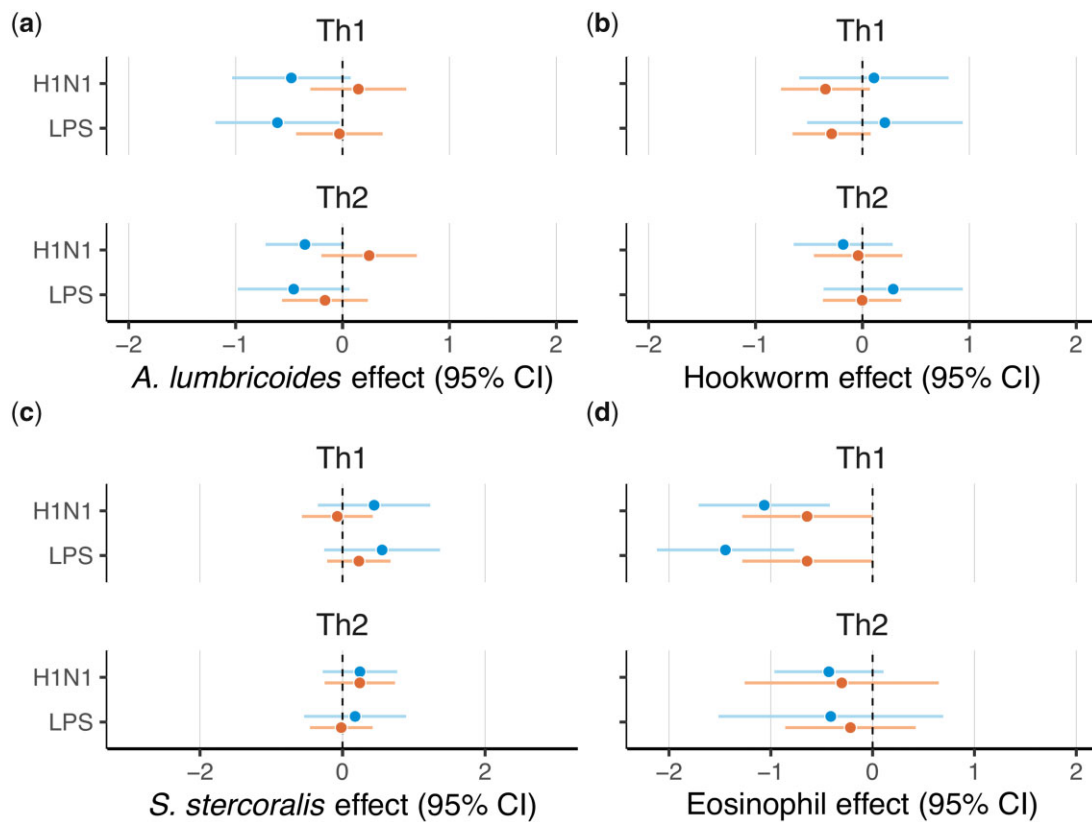 (a)
Th1
H1N1
LPS
Th2
H1N1
LPS
−2 −1 0 1 2
A. lumbricoides effect (95% CI)
(b)
Th1
Th2
−2 −1 0 1 2
Hookworm effect (95% CI)
(c)
Th1
H1N1
LPS
Th2
H1N1
LPS
−2 0 2
S. stercoralis effect (95% CI)
(d)
Th1
Th2
−2 −1 0 1 2
Eosinophil effect (95% CI)